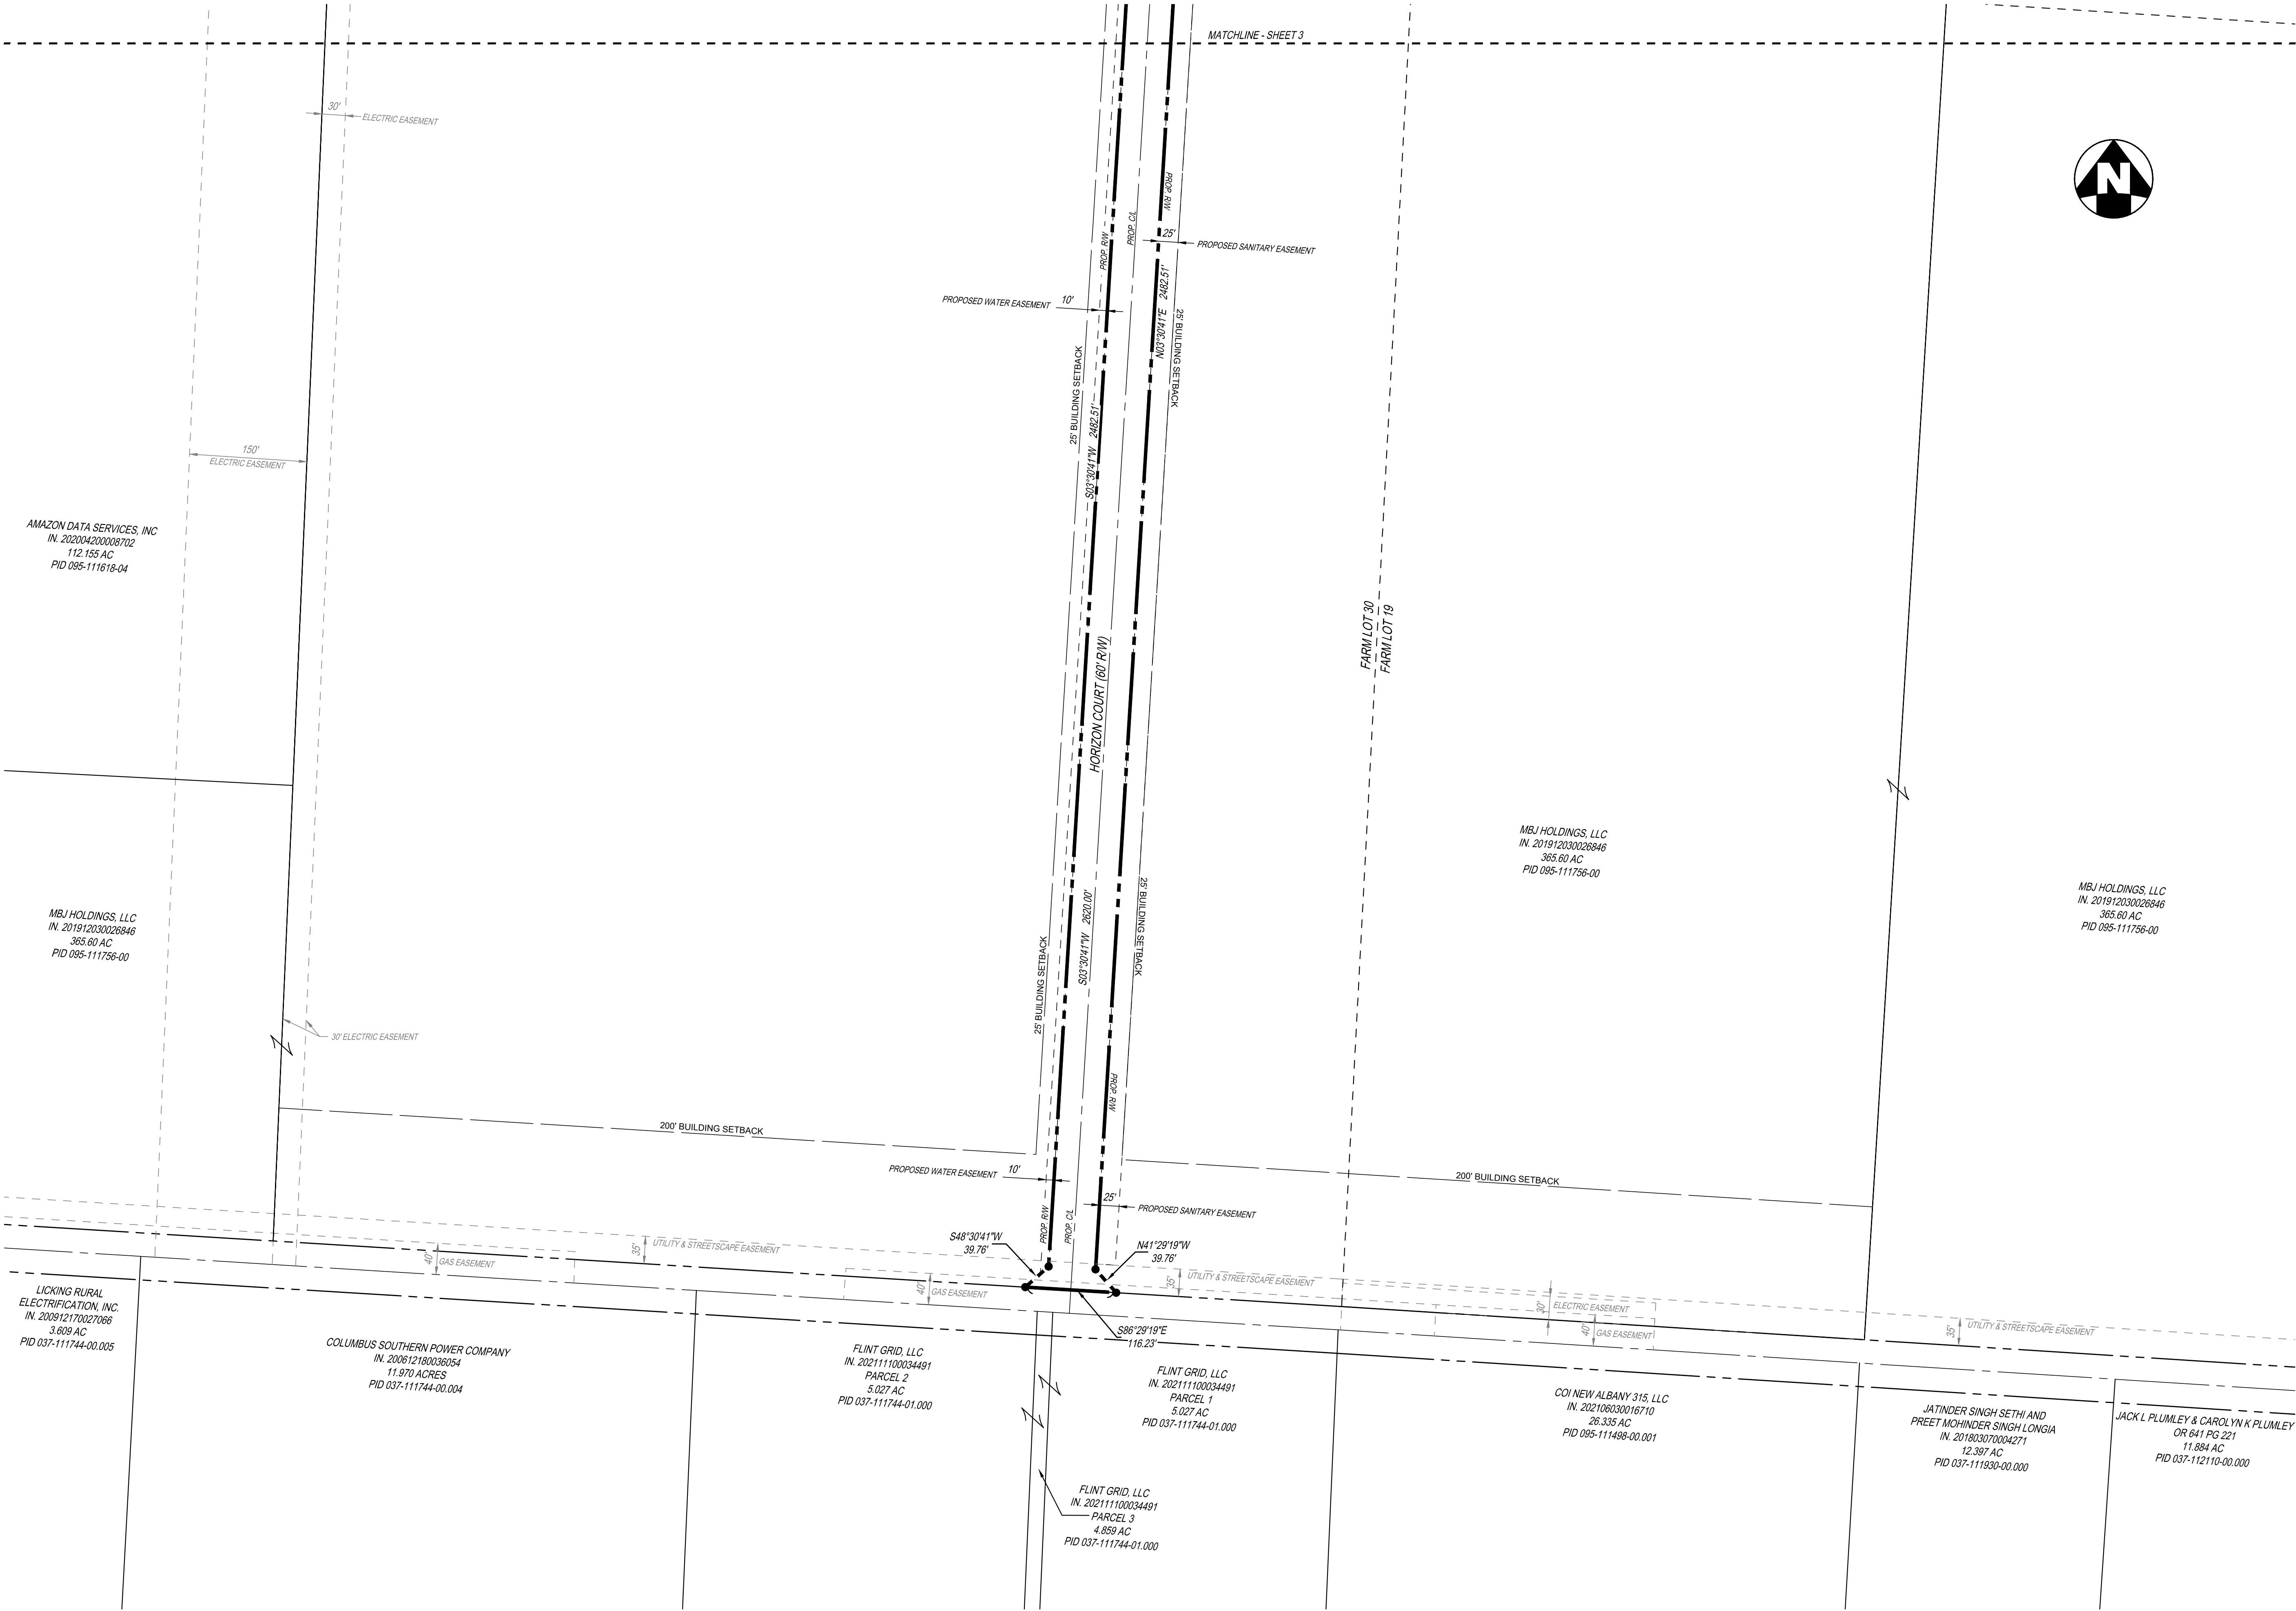 MATCHLINE - SHEET 3
30'
ELECTRIC EASEMENT
N
PROP. R/W
PROP. C/L
PROP. R/W
25'
PROPOSED SANITARY EASEMENT
PROPOSED WATER EASEMENT
10'
N03°30'41"E 2482.51'
25' BUILDING SETBACK
25' BUILDING SETBACK
S03°30'41"W 2482.51'
150'
ELECTRIC EASEMENT
AMAZON DATA SERVICES, INC
IN. 202004200008702
112.155 AC
PID 095-111618-04
HORIZON COURT (60' R/W)
FARM LOT 30
FARM LOT 19
MBJ HOLDINGS, LLC
IN. 201912030026846
365.60 AC
PID 095-111756-00
MBJ HOLDINGS, LLC
IN. 201912030026846
365.60 AC
PID 095-111756-00
MBJ HOLDINGS, LLC
IN. 201912030026846
365.60 AC
PID 095-111756-00
25' BUILDING SETBACK
S03°30'41"W 2620.00'
25' BUILDING SETBACK
30' ELECTRIC EASEMENT
PROP. R/W
200' BUILDING SETBACK
PROPOSED WATER EASEMENT
10'
200' BUILDING SETBACK
25'
PROPOSED SANITARY EASEMENT
PROP. R/W
PROP. C/L
S48°30'41"W
39.76'
N41°29'19"W
39.76'
35'
UTILITY & STREETSCAPE EASEMENT
40'
GAS EASEMENT
40'
GAS EASEMENT
35'
UTILITY & STREETSCAPE EASEMENT
30'
ELECTRIC EASEMENT
40'
GAS EASEMENT
35'
UTILITY & STREETSCAPE EASEMENT
S86°29'19"E
116.23'
LICKING RURAL
ELECTRIFICATION, INC.
IN. 200912170027066
3.609 AC
PID 037-111744-00.005
COLUMBUS SOUTHERN POWER COMPANY
IN. 200612180036054
11.970 ACRES
PID 037-111744-00.004
FLINT GRID, LLC
IN. 202111100034491
PARCEL 2
5.027 AC
PID 037-111744-01.000
FLINT GRID, LLC
IN. 202111100034491
PARCEL 1
5.027 AC
PID 037-111744-01.000
FLINT GRID, LLC
IN. 202111100034491
PARCEL 3
4.859 AC
PID 037-111744-01.000
COI NEW ALBANY 315, LLC
IN. 202106030016710
26.335 AC
PID 095-111498-00.001
JATINDER SINGH SETHI AND
PREET MOHINDER SINGH LONGIA
IN. 201803070004271
12.397 AC
PID 037-111930-00.000
JACK L PLUMLEY & CAROLYN K PLUMLEY
OR 641 PG 221
11.884 AC
PID 037-112110-00.000